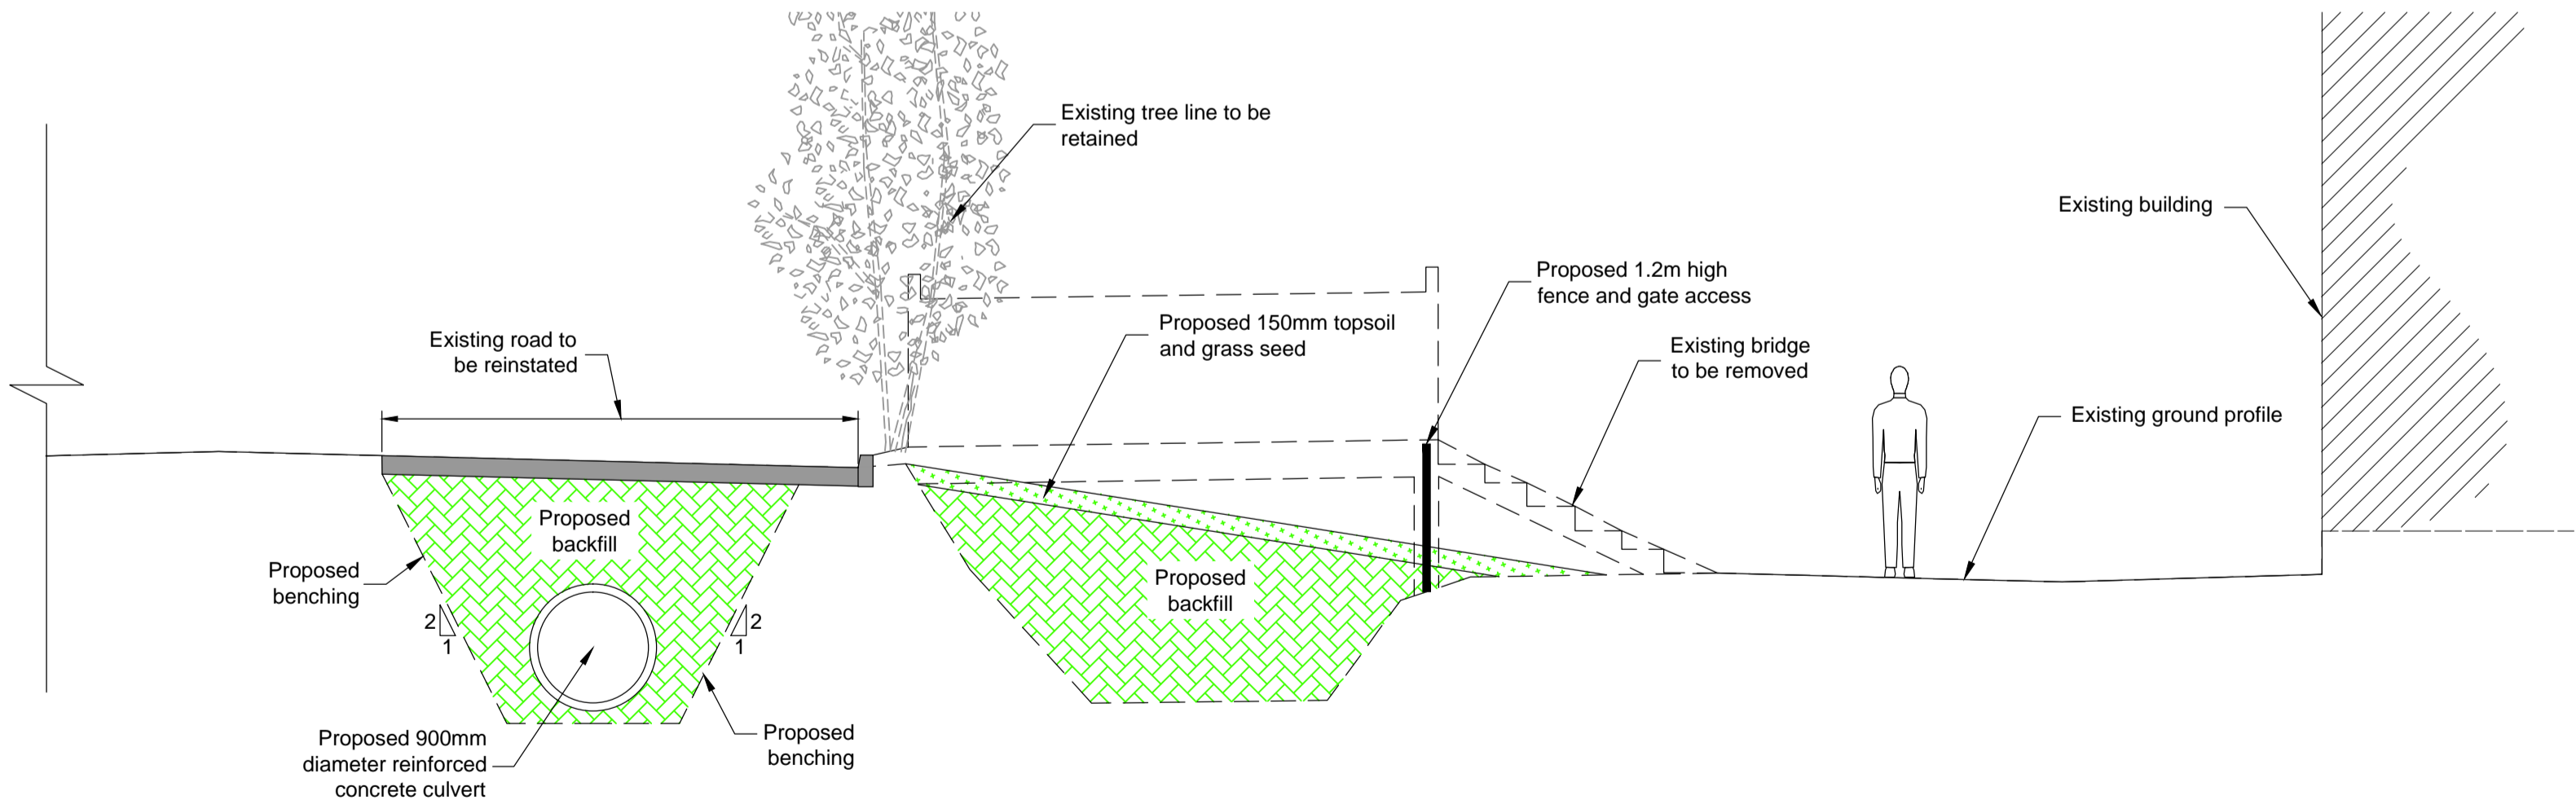 Existing tree line to be
retained
Existing building
Proposed 1.2m high
fence and gate access
Proposed 150mm topsoil
and grass seed
Existing road to
be reinstated
Existing bridge
to be removed
Existing ground profile
Proposed
backfill
Proposed
benching
Proposed
backfill
2
1
2
1
Proposed
benching
Proposed 900mm
diameter reinforced
concrete culvert